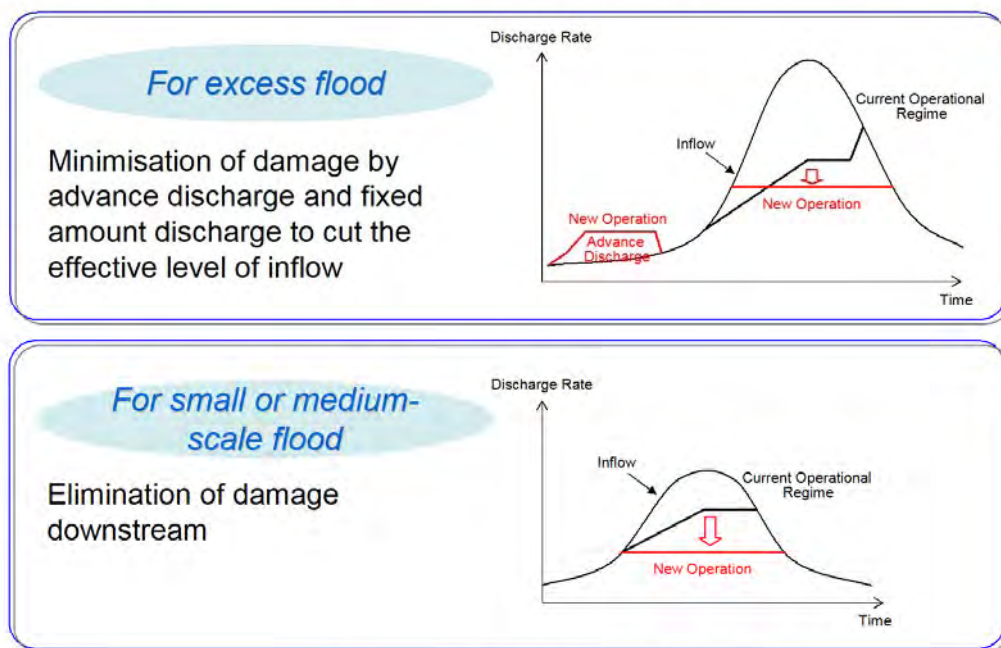 For excess flood
Minimisation of damage by
advance discharge and fixed
amount discharge to cut the
effective level of inflow
Discharge Rate
Current Operational
Regime
Inflow
New Operation
New Operation
Advance
Discharge
Time
For small or medium-
scale flood
Elimination of damage
downstream
Discharge Rate
Inflow
Current Operational
Regime
New Operation
Time